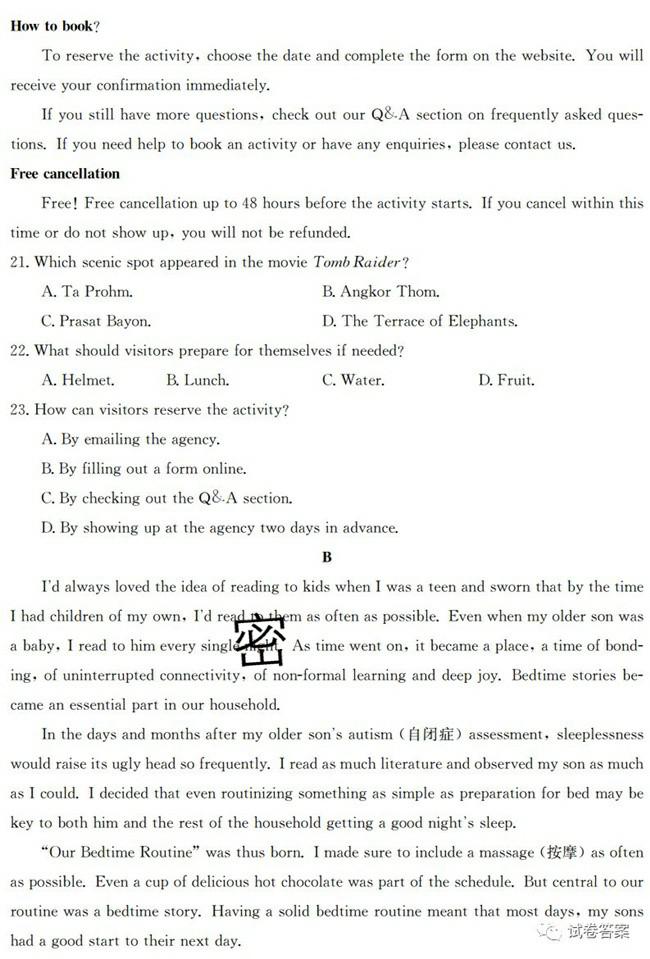 How to book?
To reserve the activity, choose the date and complete the form on the website. You will
receive your confirmation immediately.
If you still have more questions, check out our Q&A section on frequently asked ques-
tions. If you need help to book an activity or have any enquiries, please contact us.
Free cancellation
Free! Free cancellation up to 48 hours before the activity starts. If you cancel within this
time or do not show up, you will not be refunded.
21. Which scenic spot appeared in the movie Tomb Raider?
A. Ta Prohm. B. Angkor Thom.
C. Prasat Bayon. D. The Terrace of Elephants.
22. What should visitors prepare for themselves if needed?
A. Helmet. B. Lunch. C. Water. D. Fruit.
23. How can visitors reserve the activity?
A. By emailing the agency.
B. By filling out a form online.
C. By checking out the Q&A section.
D. By showing up at the agency two days in advance.
B
I'd always loved the idea of reading to kids when I was a teen and sworn that by the time
I had children of my own, I'd read to them as often as possible. Even when my older son was
a baby, I read to him every single night. As time went on, it became a place, a time of bond-
密
ing, of uninterrupted connectivity, of non-formal learning and deep joy. Bedtime stories be-
came an essential part in our household.
In the days and months after my older son's autism (自闭症) assessment, sleeplessness
would raise its ugly head so frequently. I read as much literature and observed my son as much
as I could. I decided that even routinizing something as simple as preparation for bed may be
key to both him and the rest of the household getting a good night's sleep.
"Our Bedtime Routine" was thus born. I made sure to include a massage (按摩) as often
as possible. Even a cup of delicious hot chocolate was part of the schedule. But central to our
routine was a bedtime story. Having a solid bedtime routine meant that most days, my sons
had a good start to their next day.
试卷答案